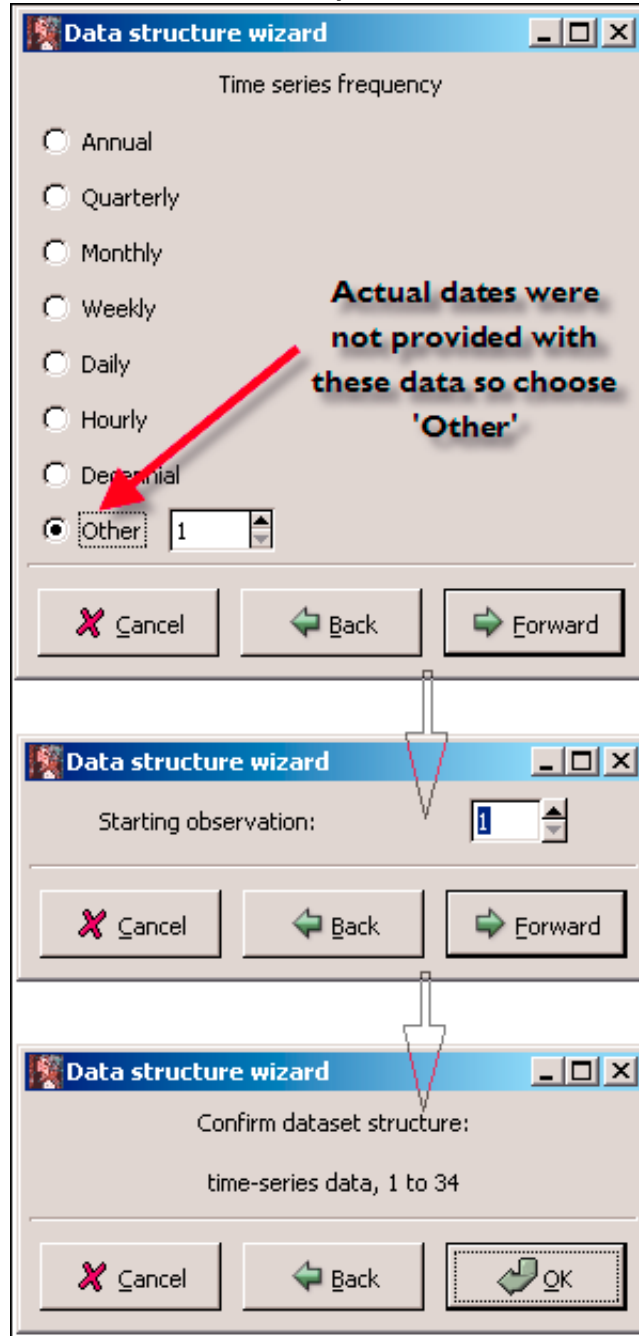 Data structure wizard
Time series frequency
Annual
Quarterly
Monthly
Weekly
Daily
Hourly
Decennial
Other 1
Actual dates were
not provided with
these data so choose
'Other'
Cancel Back Forward
Data structure wizard
Starting observation: 1
Cancel Back Forward
Data structure wizard
Confirm dataset structure:
time-series data, 1 to 34
Cancel Back OK